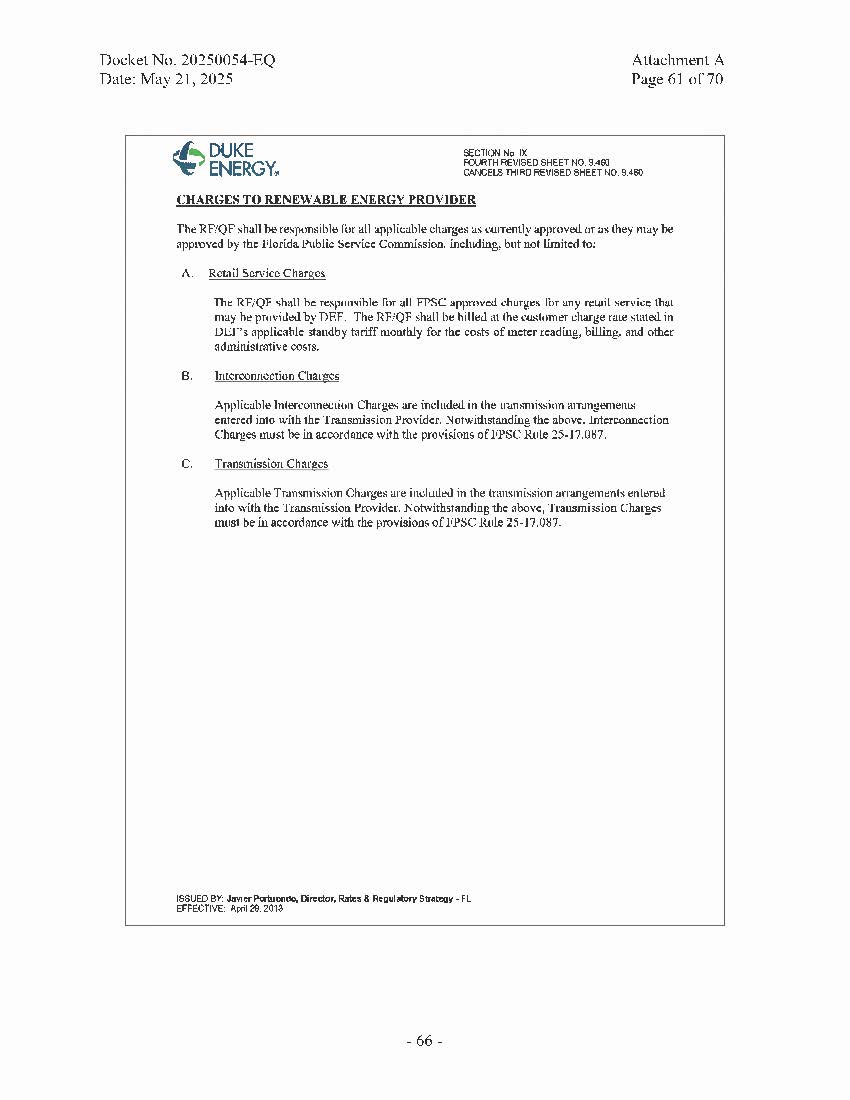 Docket No. 20250054-EQ
Attachment A
Date: May 21, 2025
Page 61 of 70
DUKE
ENERGY
SECTION No. IX
FOURTH REVISED SHEET NO. 9.460
CANCELS THIRD REVISED SHEET NO. 9.460
CHARGES TO RENEWABLE ENERGY PROVIDER
The RF/QF shall be responsible for all applicable charges as currently approved or as they may be
approved by the Florida Public Service Commission, including, but not limited to:
A. Retail Service Charges
The RF/QF shall be responsible for all FPSC approved charges for any retail service that
may be provided by DEF. The RF/QF shall be billed at the customer charge rate stated in
DEF's applicable standby tariff monthly for the costs of meter reading, billing, and other
administrative costs.
B. Interconnection Charges
Applicable Interconnection Charges are included in the transmission arrangements
entered into with the Transmission Provider. Notwithstanding the above, Interconnection
Charges must be in accordance with the provisions of FPSC Rule 25-17.087.
C. Transmission Charges
Applicable Transmission Charges are included in the transmission arrangements entered
into with the Transmission Provider. Notwithstanding the above, Transmission Charges
must be in accordance with the provisions of FPSC Rule 25-17.087.
ISSUED BY: Javier Portuondo, Director, Rates & Regulatory Strategy - FL
EFFECTIVE: April 29, 2013
- 66 -